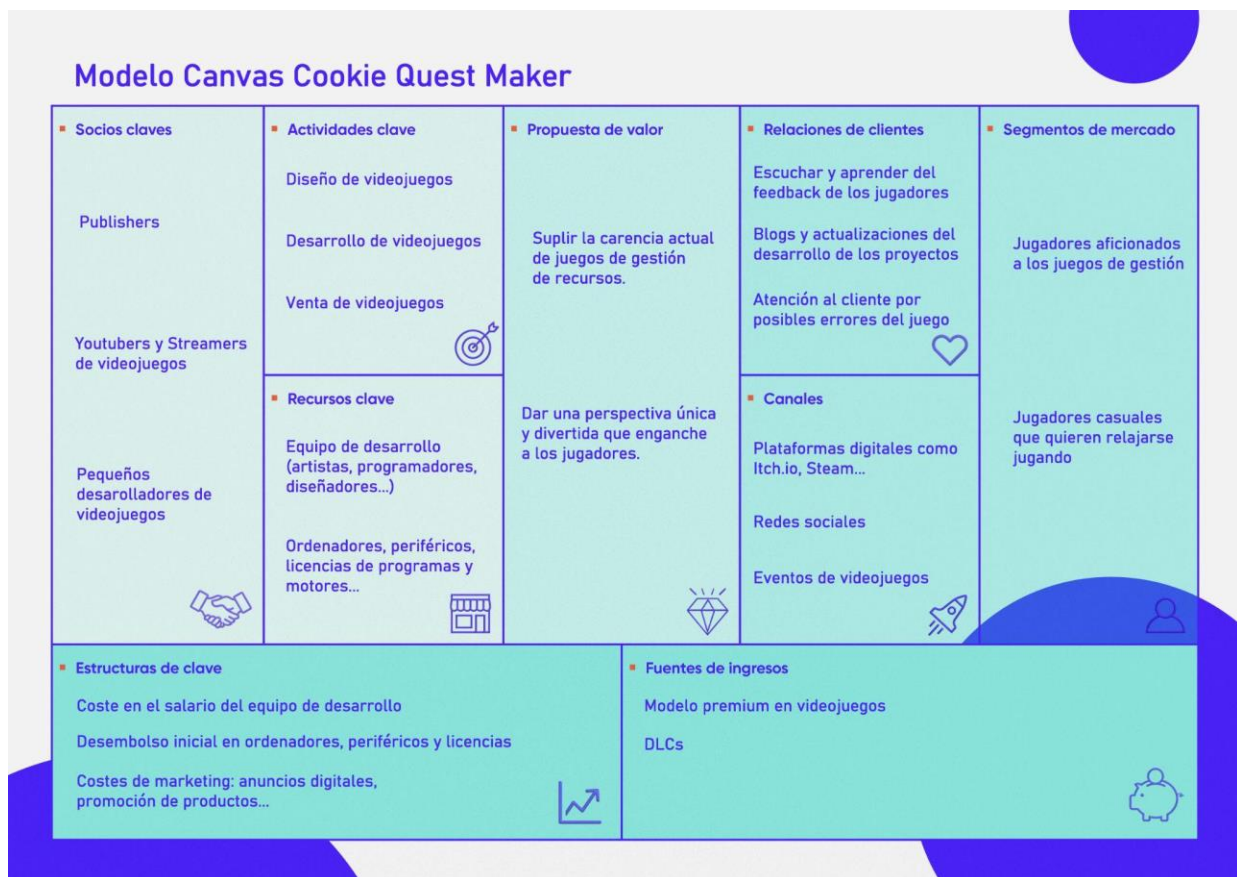 Modelo Canvas Cookie Quest Maker
Socios claves
Publishers
Youtubers y Streamers
de videojuegos
Pequeños
desarolladores de
videojuegos
Actividades clave
Diseño de videojuegos
Desarrollo de videojuegos
Venta de videojuegos
Recursos clave
Equipo de desarrollo
(artistas, programadores,
diseñadores...)
Ordenadores, periféricos,
licencias de programas y
motores...
Propuesta de valor
Suplir la carencia actual
de juegos de gestión
de recursos.
Dar una perspectiva única
y divertida que enganche
a los jugadores.
Relaciones de clientes
Escuchar y aprender del
feedback de los jugadores
Blogs y actualizaciones del
desarrollo de los proyectos
Atención al cliente por
posibles errores del juego
Canales
Plataformas digitales como
Itch.io, Steam...
Redes sociales
Eventos de videojuegos
Segmentos de mercado
Jugadores aficionados
a los juegos de gestión
Jugadores casuales
que quieren relajarse
jugando
Estructuras de clave
Coste en el salario del equipo de desarrollo
Desembolso inicial en ordenadores, periféricos y licencias
Costes de marketing: anuncios digitales,
promoción de productos...
Fuentes de ingresos
Modelo premium en videojuegos
DLCs